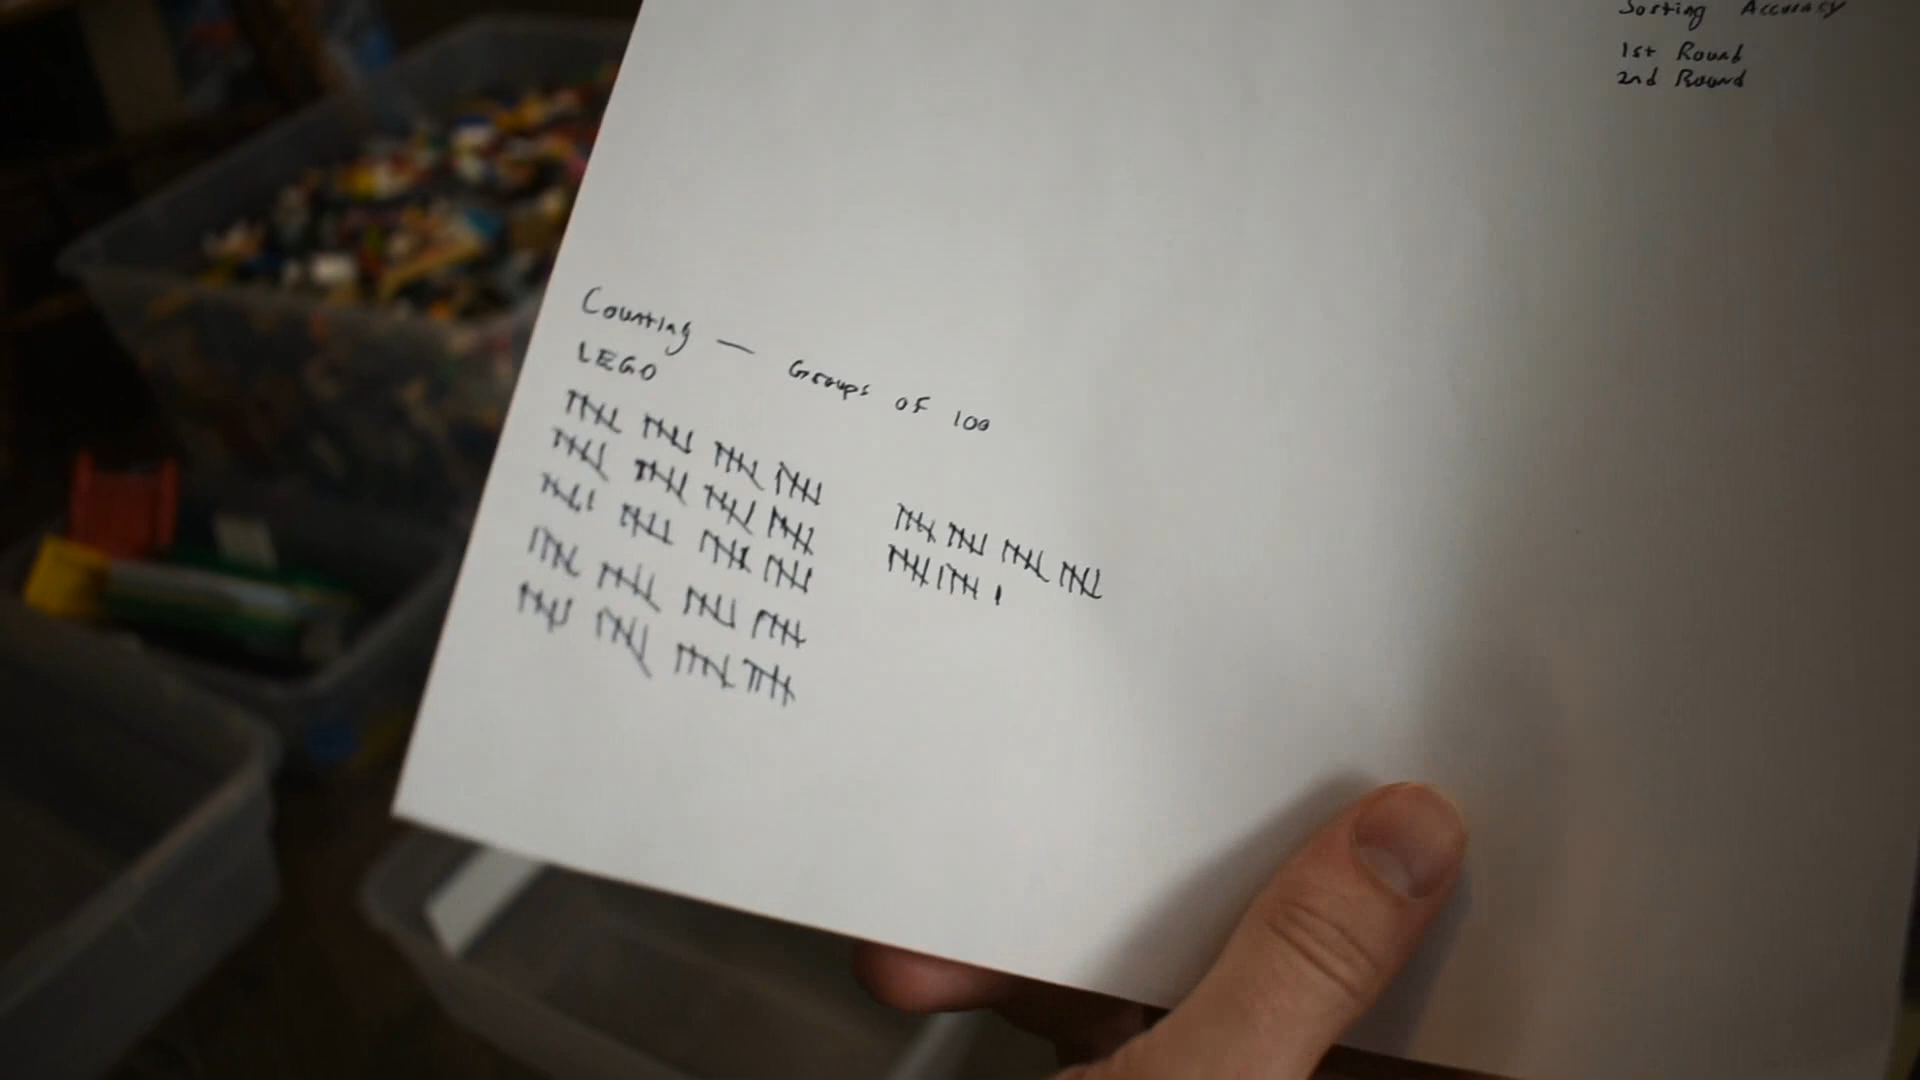 Sorting Accuracy
1st Round
2nd Round
Counting — Groups of 100
LEGO